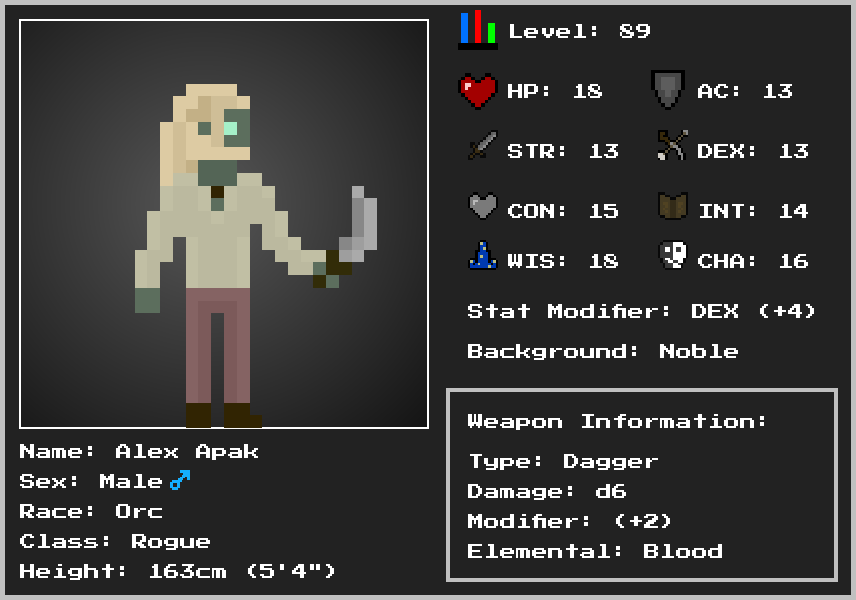 Level: 89
HP: 18 AC: 13
STR: 13 DEX: 13
CON: 15 INT: 14
WIS: 18 CHA: 16
Stat Modifier: DEX (+4)
Background: Noble
Weapon Information:
Type: Dagger
Damage: d6
Modifier: (+2)
Elemental: Blood
Name: Alex Apak
Sex: Male ♂
Race: Orc
Class: Rogue
Height: 163cm (5'4")